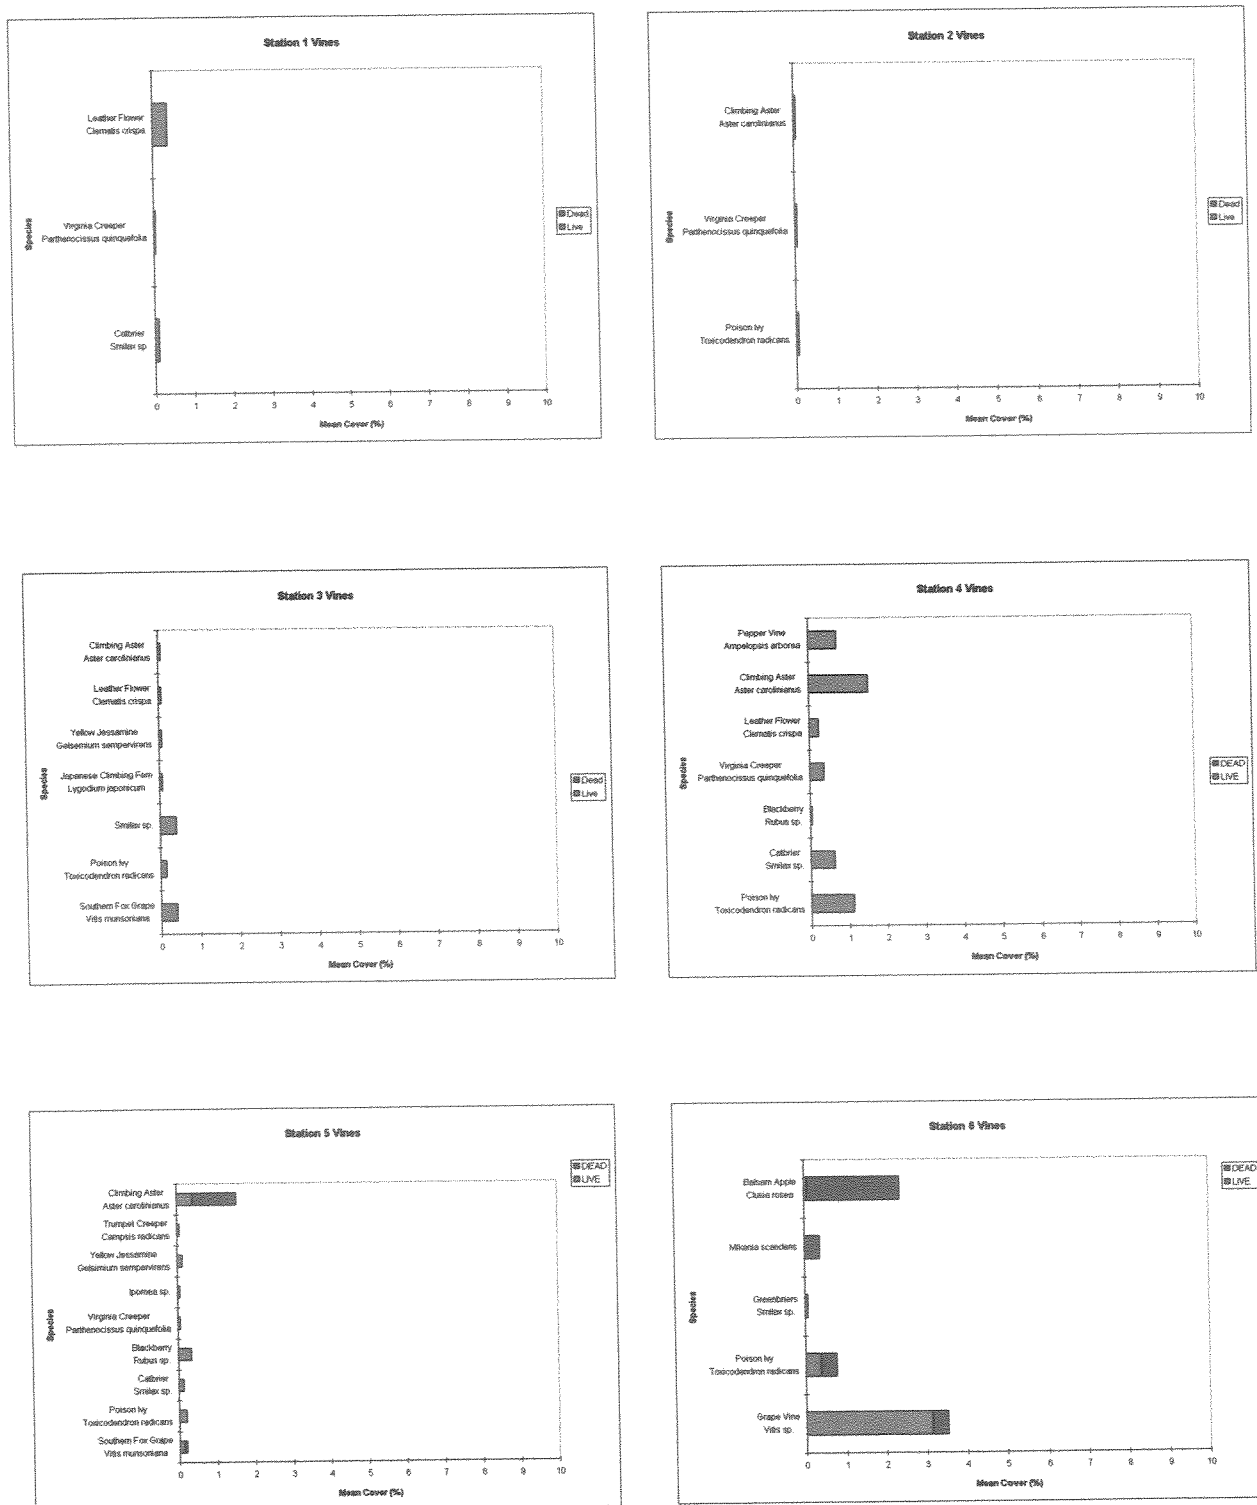 Station 1 Vines
Species
Leather Flower
Clematis crispa
Virginia Creeper
Parthenocissus quinquefolia
Catbrier
Smilax sp
Dead
Live
0 1 2 3 4 5 6 7 8 9 10
Mean Cover (%)
Station 2 Vines
Species
Climbing Aster
Aster carolinianus
Virginia Creeper
Parthenocissus quinquefolia
Poison Ivy
Toxicodendron radicans
Dead
Live
0 1 2 3 4 5 6 7 8 9 10
Mean Cover (%)
Station 3 Vines
Species
Climbing Aster
Aster carolinianus
Leather Flower
Clematis crispa
Yellow Jessamine
Gelsemium sempervirens
Japanese Climbing Fern
Lygodium japonicum
Smilax sp.
Poison Ivy
Toxicodendron radicans
Southern Fox Grape
Vitis munsoniana
Dead
Live
0 1 2 3 4 5 6 7 8 9 10
Mean Cover (%)
Station 4 Vines
Species
Pepper Vine
Ampelopsis arborea
Climbing Aster
Aster carolinianus
Leather Flower
Clematis crispa
Virginia Creeper
Parthenocissus quinquefolia
Blackberry
Rubus sp.
Catbrier
Smilax sp.
Poison Ivy
Toxicodendron radicans
DEAD
LIVE
0 1 2 3 4 5 6 7 8 9 10
Mean Cover (%)
Station 5 Vines
Species
Climbing Aster
Aster carolinianus
Trumpet Creeper
Campsis radicans
Yellow Jessamine
Gelsimium sempervirens
Ipomea sp.
Virginia Creeper
Parthenocissus quinquefolia
Blackberry
Rubus sp.
Catbrier
Smilax sp.
Poison Ivy
Toxicodendron radicans
Southern Fox Grape
Vitis munsoniana
DEAD
LIVE
0 1 2 3 4 5 6 7 8 9 10
Mean Cover (%)
Station 6 Vines
Species
Balsam Apple
Clusia rosea
Mikania scandens
Greenbriers
Smilax sp.
Poison Ivy
Toxicodendron radicans
Grape Vine
Vitis sp.
DEAD
LIVE
0 1 2 3 4 5 6 7 8 9 10
Mean Cover (%)